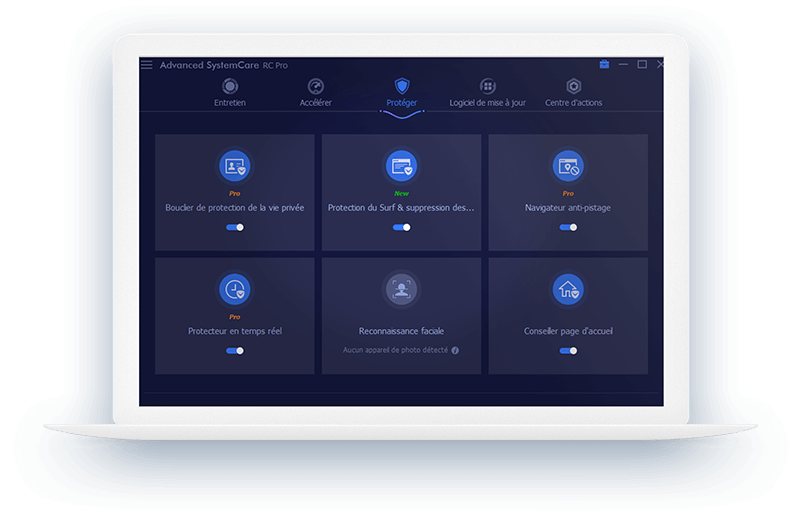 Advanced SystemCare RC Pro
Entretien
Accélérer
Protéger
Logiciel de mise à jour
Centre d'actions
Pro
New
Pro
Bouclier de protection de la vie privée
Protection du Surf & suppression des...
Navigateur anti-pistage
Pro
Protecteur en temps réel
Reconnaissance faciale
Conseiller page d'accueil
Aucun appareil de photo détecté